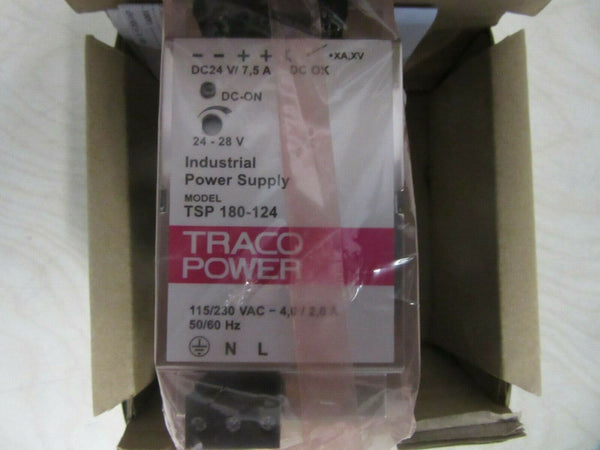 − − + + •XA,XV
DC24 V/ 7,5 A DC OK
DC-ON
24 - 28 V
Industrial
Power Supply
MODEL
TSP 180-124
TRACO
POWER
115/230 VAC ~ 4,0 / 2,0 A
50/60 Hz
N L